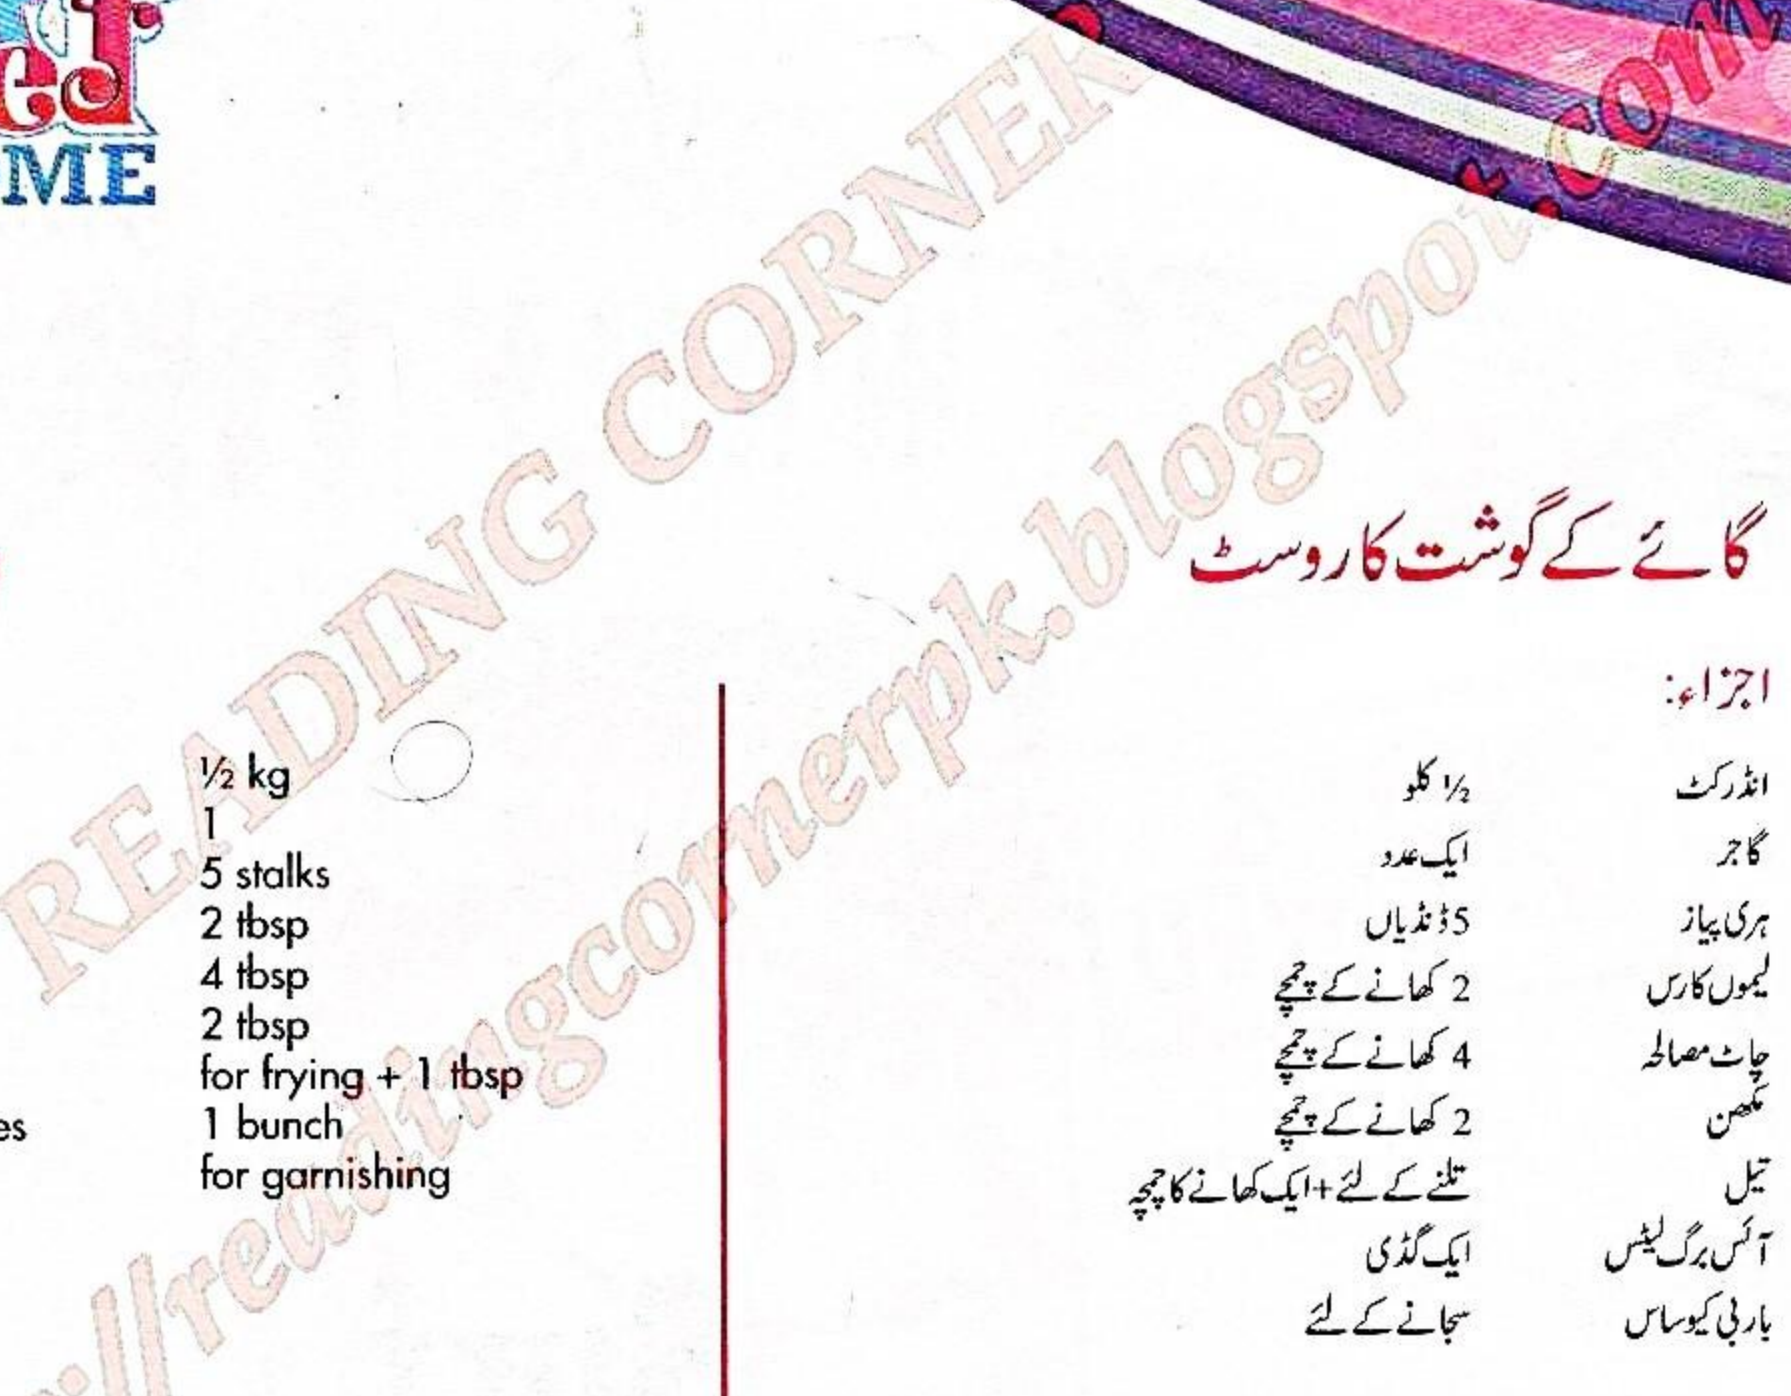 ed
ME
READING CORNER
://readingcornerpk.blogspot.com
½ kg
1
5 stalks
2 tbsp
4 tbsp
2 tbsp
for frying + 1 tbsp
es 1 bunch
for garnishing
گائے کے گوشت کا روسٹ
اجزاء:
انڈرکٹ ½ کلو
گاجر ایک عدد
ہری پیاز 5 ڈنڈیاں
لیموں کا رس 2 کھانے کے چمچے
چاٹ مصالحہ 4 کھانے کے چمچے
مکھن 2 کھانے کے چمچے
تیل تلنے کے لئے + ایک کھانے کا چمچہ
آئس برگ لیٹس ایک گڈی
باربی کیو ساس سجانے کے لئے